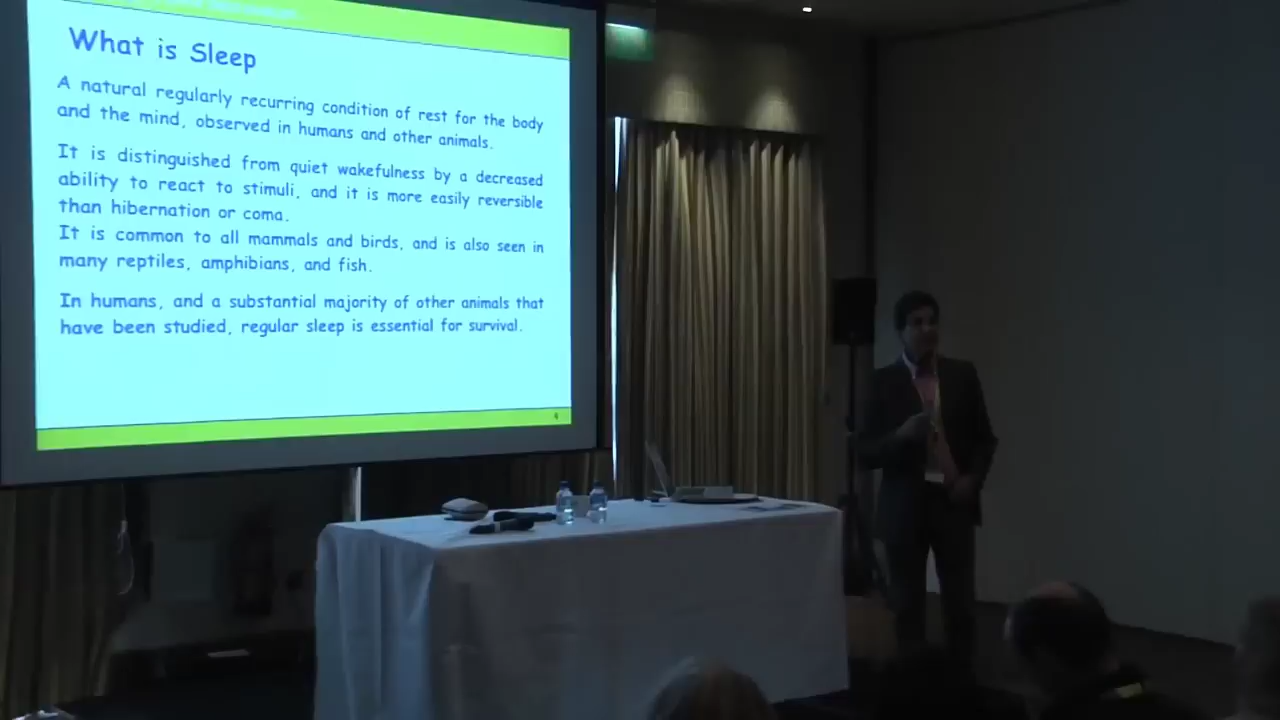 What is Sleep
A natural regularly recurring condition of rest for the body
and the mind, observed in humans and other animals.
It is distinguished from quiet wakefulness by a decreased
ability to react to stimuli, and it is more easily reversible
than hibernation or coma.
It is common to all mammals and birds, and is also seen in
many reptiles, amphibians, and fish.
In humans, and a substantial majority of other animals that
have been studied, regular sleep is essential for survival.
4